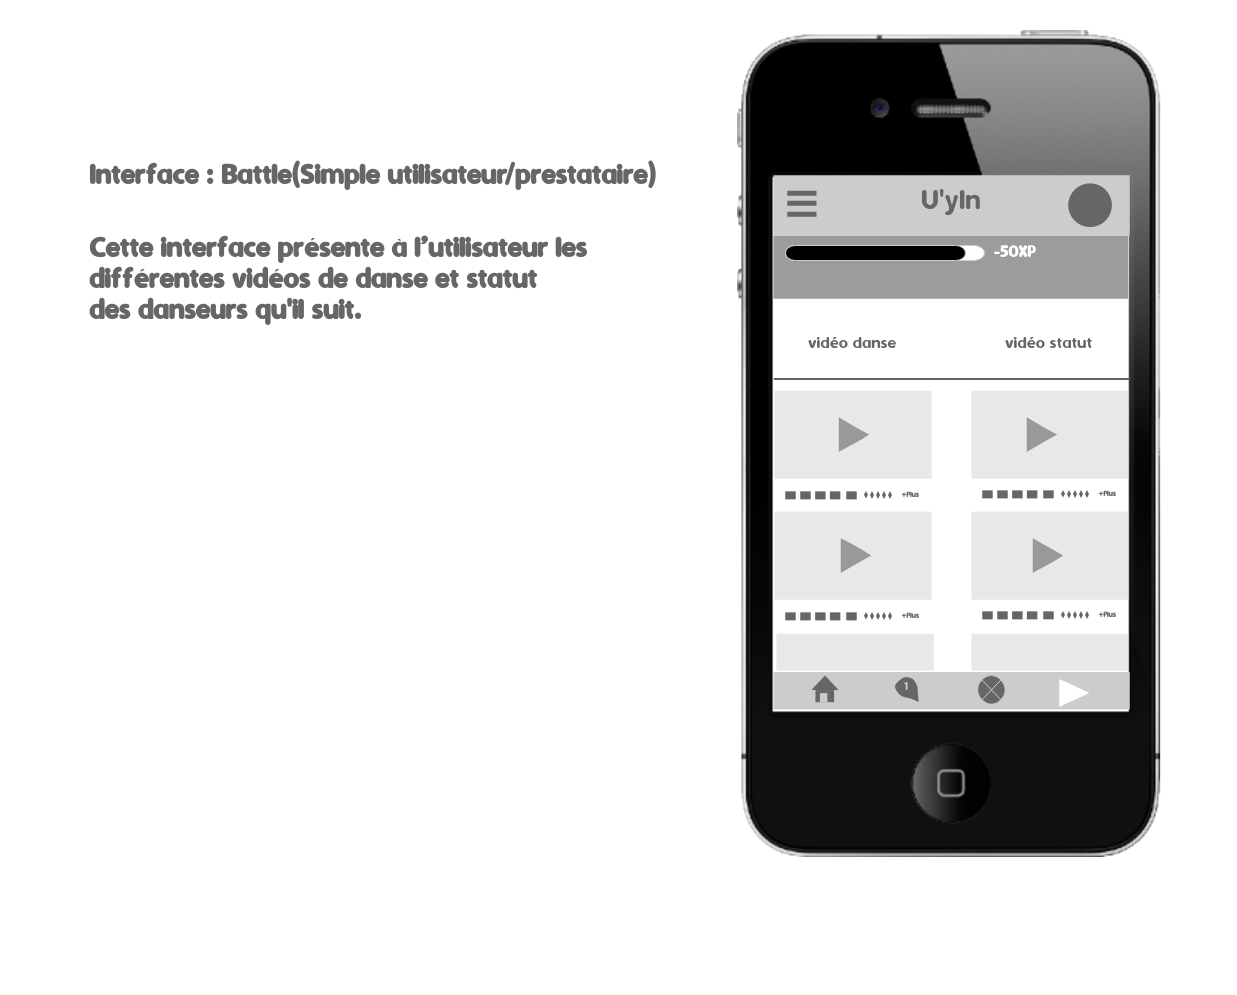 Interface : Battle(Simple utilisateur/prestataire)
Cette interface présente à l'utilisateur les
différentes vidéos de danse et statut
des danseurs qu'il suit.
U'yIn
-50XP
vidéo danse
vidéo statut
+Plus
+Plus
+Plus
+Plus
1